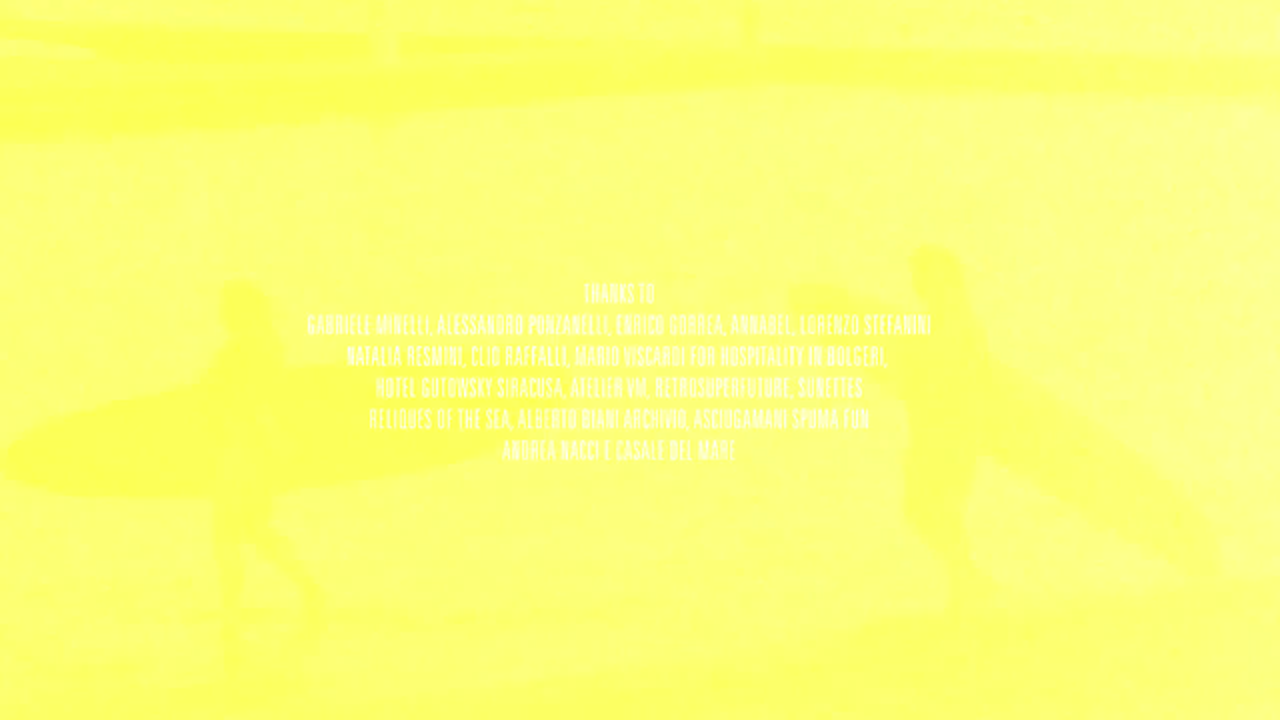 THANKS TO
GABRIELE MINELLI, ALESSANDRO PONZANELLI, ENRICO GORREA, ANNABEL, LORENZO STEFANINI
NATALIA RESMINI, CLIO RAFFALLI, MARIO VISCARDI FOR HOSPITALITY IN BOLGERI,
HOTEL GUTOWSKY SIRACUSA, ATELIER VM, RETROSUPERFUTURE, SUNETTES
RELIQUES OF THE SEA, ALBERTO BIANI ARCHIVIO, ASCIUGAMANI SPUMA FUN
ANDREA NACCI E CASALE DEL MARE